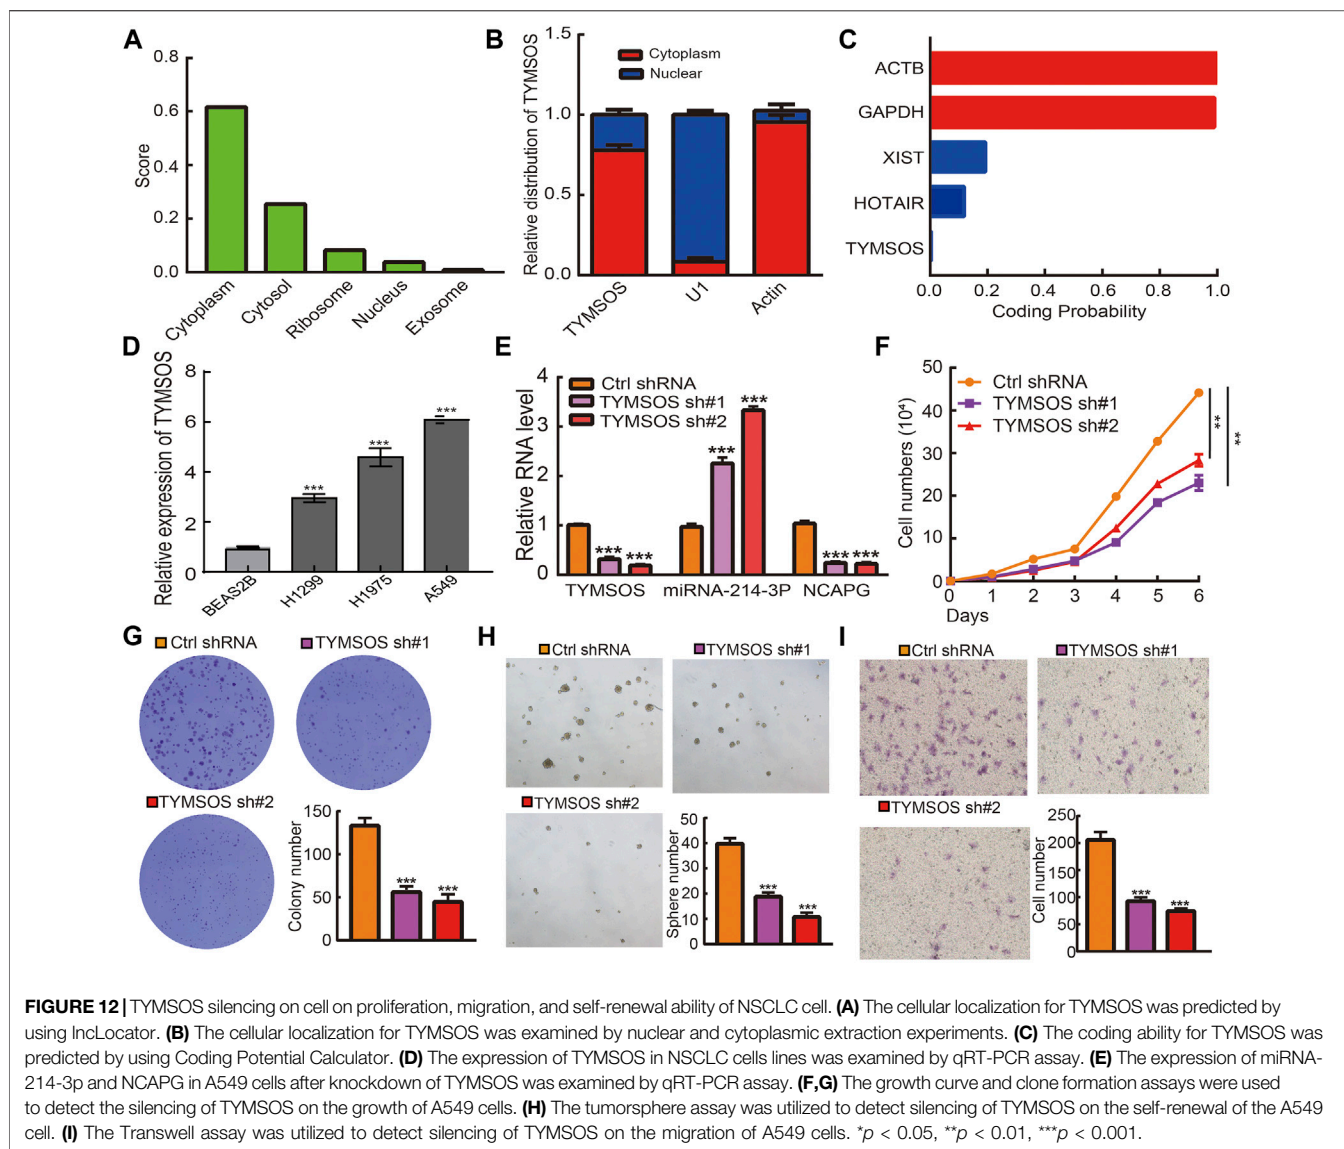 A
0.8
0.6
0.4
0.2
0.0
Score
Cytoplasm
Cytosol
Ribosome
Nucleus
Exosome
B
1.5
1.0
0.5
0.0
Relative distribution of TYMSOS
Cytoplasm
Nuclear
TYMSOS
U1
Actin
C
ACTB
GAPDH
XIST
HOTAIR
TYMSOS
0.0 0.2 0.4 0.6 0.8 1.0
Coding Probability
D
8
6
4
2
0
Relative expression of TYMSOS
BEAS2B
H1299
H1975
A549
***
***
***
E
4
3
2
1
0
Relative RNA level
Ctrl shRNA
TYMSOS sh#1
TYMSOS sh#2
*** ***
*** ***
*** ***
TYMSOS miRNA-214-3P NCAPG
F
50
40
30
20
10
0
Cell numbers (10⁴)
Ctrl shRNA
TYMSOS sh#1
TYMSOS sh#2
**
**
0 1 2 3 4 5 6
Days
G
Ctrl shRNA
TYMSOS sh#1
TYMSOS sh#2
150
100
50
0
Colony number
*** ***
H
Ctrl shRNA
TYMSOS sh#1
TYMSOS sh#2
50
40
30
20
10
0
Sphere number
***
***
I
Ctrl shRNA
TYMSOS sh#1
TYMSOS sh#2
250
200
150
100
50
0
Cell number
***
***
FIGURE 12 | TYMSOS silencing on cell on proliferation, migration, and self-renewal ability of NSCLC cell. (A) The cellular localization for TYMSOS was predicted by
using lncLocator. (B) The cellular localization for TYMSOS was examined by nuclear and cytoplasmic extraction experiments. (C) The coding ability for TYMSOS was
predicted by using Coding Potential Calculator. (D) The expression of TYMSOS in NSCLC cells lines was examined by qRT-PCR assay. (E) The expression of miRNA-
214-3p and NCAPG in A549 cells after knockdown of TYMSOS was examined by qRT-PCR assay. (F,G) The growth curve and clone formation assays were used
to detect the silencing of TYMSOS on the growth of A549 cells. (H) The tumorsphere assay was utilized to detect silencing of TYMSOS on the self-renewal of the A549
cell. (I) The Transwell assay was utilized to detect silencing of TYMSOS on the migration of A549 cells. *p < 0.05, **p < 0.01, ***p < 0.001.